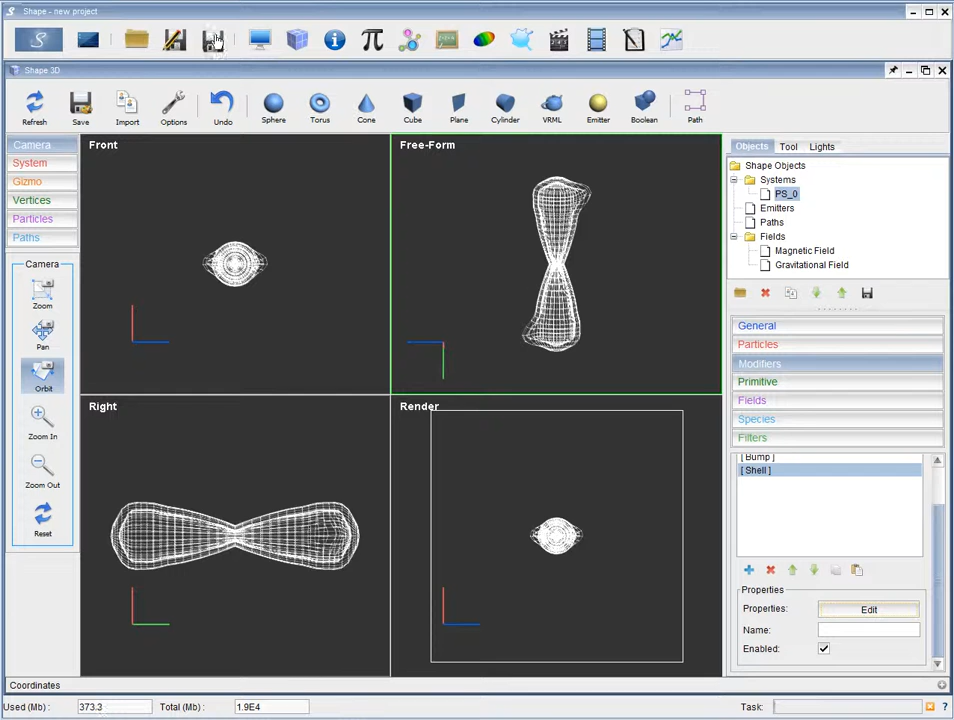 Shape - new project
Shape 3D
Refresh Save Import Options Undo Sphere Torus Cone Cube Plane Cylinder VRML Emitter Boolean Path
Camera
System
Gizmo
Vertices
Particles
Paths
Camera
Zoom
Pan
Orbit
Zoom In
Zoom Out
Reset
Front
Free-Form
Right
Render
Objects Tool Lights
Shape Objects
Systems
PS_0
Emitters
Paths
Fields
Magnetic Field
Gravitational Field
General
Particles
Modifiers
Primitive
Fields
Species
Filters
[ Bump ]
[ Shell ]
Properties
Properties: Edit
Name:
Enabled:
Coordinates
Used (Mb) : 373.3 Total (Mb) : 1.9E4 Task: ?